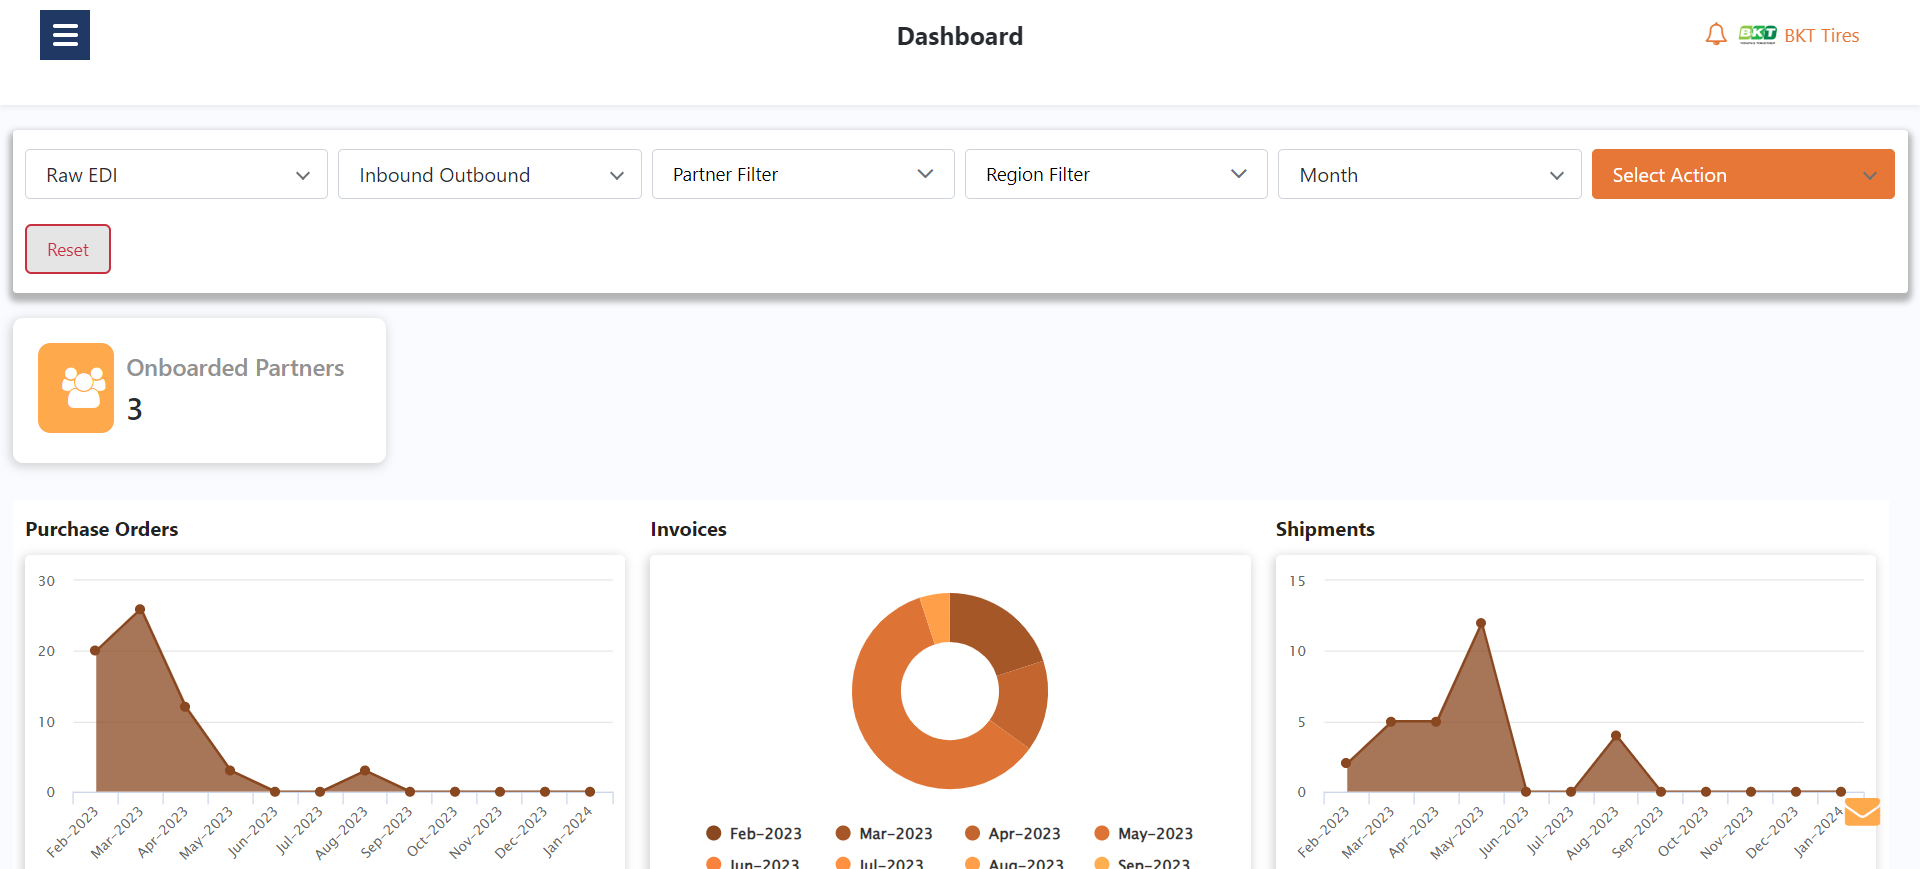 Dashboard
BKT
BKT Tires
Raw EDI
Inbound Outbound
Partner Filter
Region Filter
Month
Select Action
Reset
Onboarded Partners
3
Purchase Orders
30
20
10
0
Feb-2023
Mar-2023
Apr-2023
May-2023
Jun-2023
Jul-2023
Aug-2023
Sep-2023
Oct-2023
Nov-2023
Dec-2023
Jan-2024
Invoices
Feb-2023
Mar-2023
Apr-2023
May-2023
Jun-2023
Jul-2023
Aug-2023
Sep-2023
Shipments
15
10
5
0
Feb-2023
Mar-2023
Apr-2023
May-2023
Jun-2023
Jul-2023
Aug-2023
Sep-2023
Oct-2023
Nov-2023
Dec-2023
Jan-2024